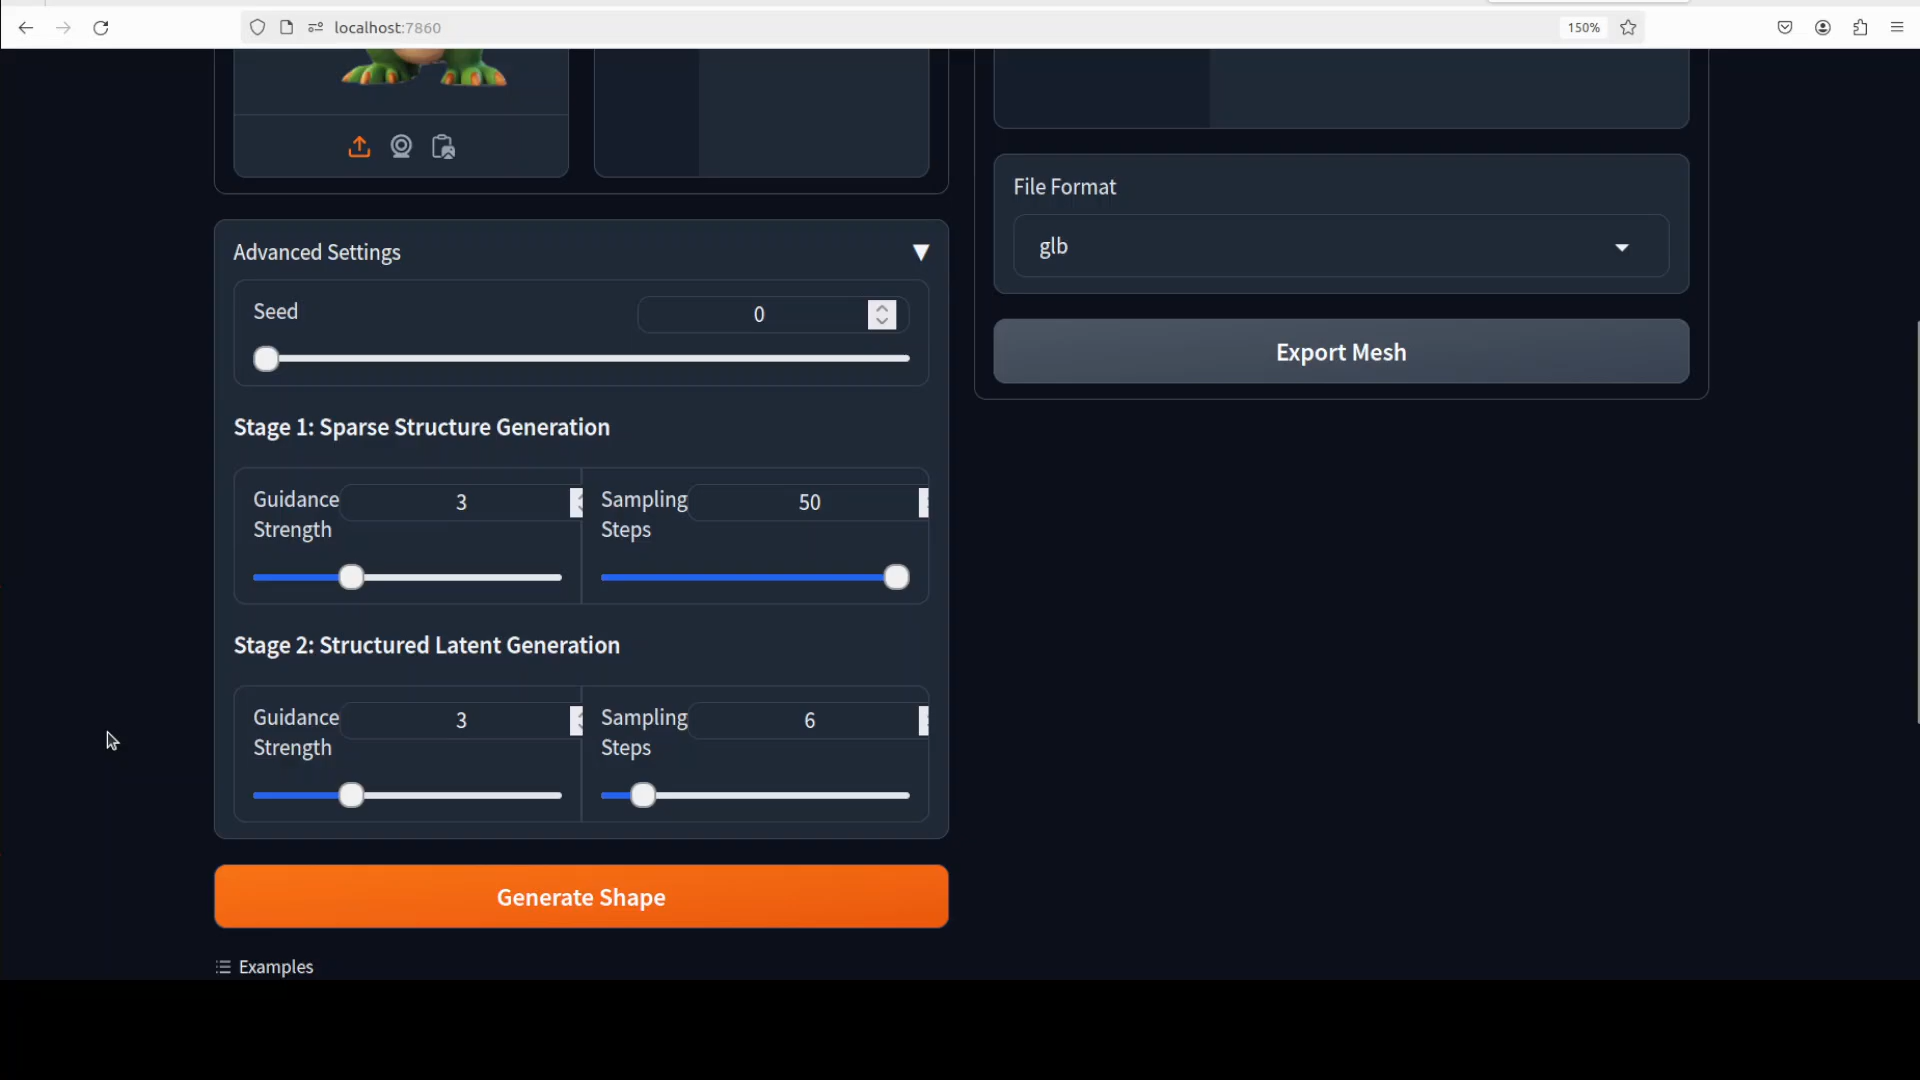 localhost:7860
150%
File Format
glb
Export Mesh
Advanced Settings
Seed
0
Stage 1: Sparse Structure Generation
Guidance Strength
3
Sampling Steps
50
Stage 2: Structured Latent Generation
Guidance Strength
3
Sampling Steps
6
Generate Shape
Examples